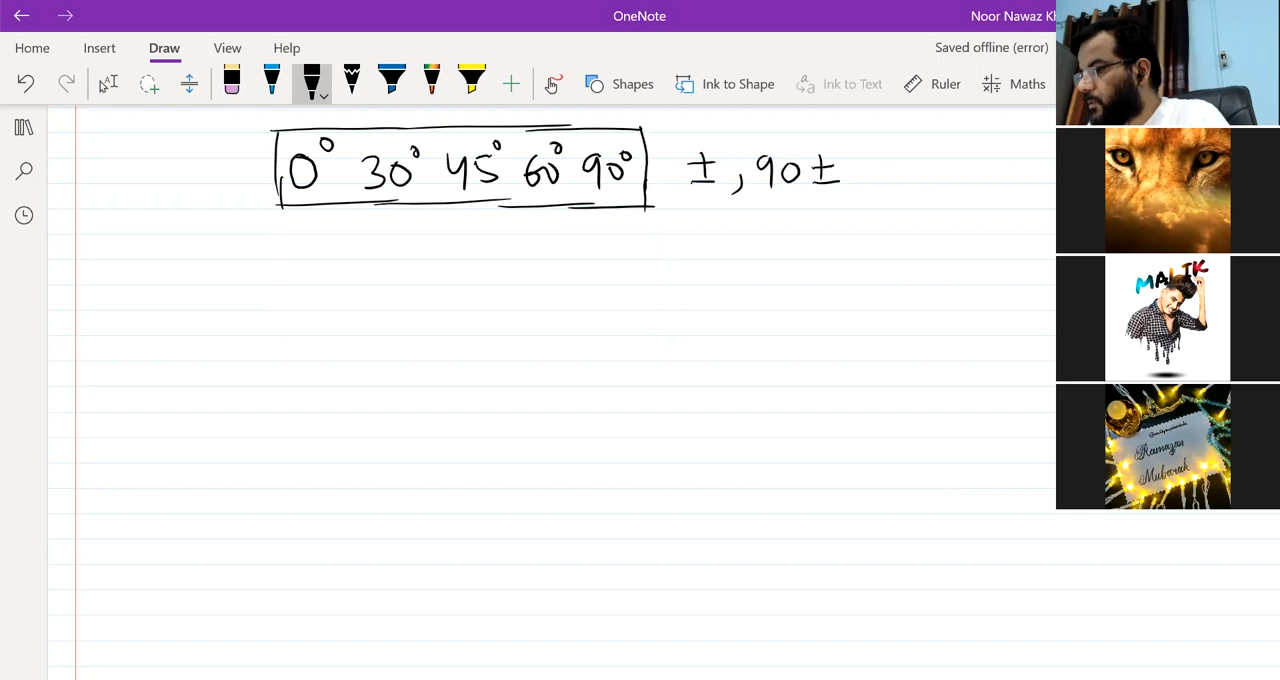 OneNote
Noor Nawaz Kh
Home Insert Draw View Help
Saved offline (error)
Shapes Ink to Shape Ink to Text Ruler Maths
0° 30° 45° 60° 90° ± , 90 ±
MALIK
Ramazan
Mubarak